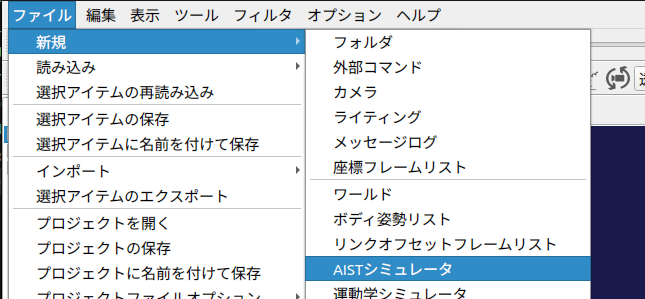 ファイル 編集 表示 ツール フィルタ オプション ヘルプ
新規
読み込み
選択アイテムの再読み込み
選択アイテムの保存
選択アイテムに名前を付けて保存
インポート
選択アイテムのエクスポート
プロジェクトを開く
プロジェクトの保存
プロジェクトに名前を付けて保存
プロジェクトファイルオプション
フォルダ
外部コマンド
カメラ
ライティング
メッセージログ
座標フレームリスト
ワールド
ボディ姿勢リスト
リンクオフセットフレームリスト
AISTシミュレータ
運動学シミュレータ